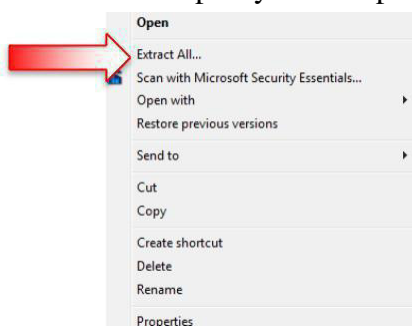 Open
Extract All...
Scan with Microsoft Security Essentials...
Open with
Restore previous versions
Send to
Cut
Copy
Create shortcut
Delete
Rename
Properties